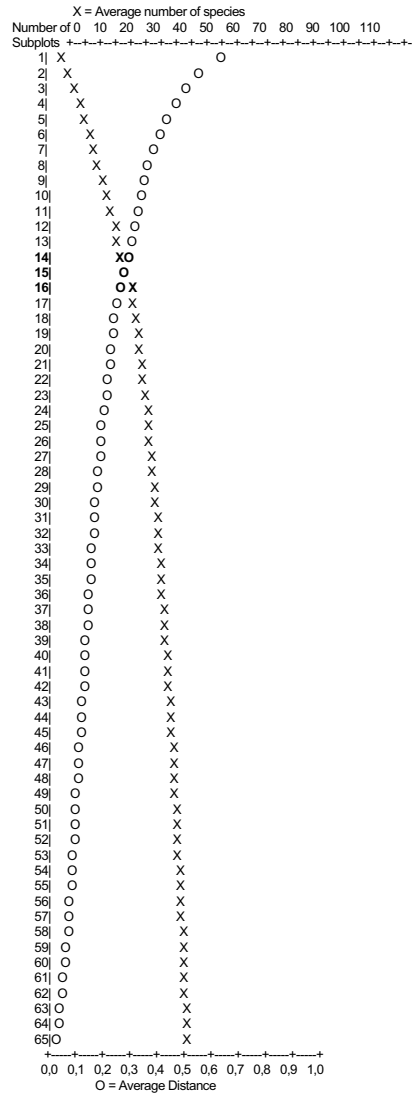 X = Average number of species
Number of 0 10 20 30 40 50 60 70 80 90 100 110
Subplots +--+--+--+--+--+--+--+--+--+--+--+--+--+--+--+--+--+--+--+--+--+--+--+-
1| X O
2| X O
3| X O
4| X O
5| X O
6| X O
7| X O
8| X O
9| X O
10| X O
11| X O
12| X O
13| X O
14| XO
15| O
16| O X
17| O X
18| O X
19| O X
20| O X
21| O X
22| O X
23| O X
24| O X
25| O X
26| O X
27| O X
28| O X
29| O X
30| O X
31| O X
32| O X
33| O X
34| O X
35| O X
36| O X
37| O X
38| O X
39| O X
40| O X
41| O X
42| O X
43| O X
44| O X
45| O X
46| O X
47| O X
48| O X
49| O X
50| O X
51| O X
52| O X
53| O X
54| O X
55| O X
56| O X
57| O X
58| O X
59| O X
60| O X
61| O X
62| O X
63| O X
64| O X
65| O X
+-----+-----+-----+-----+-----+-----+-----+-----+-----+-----+
0,0 0,1 0,2 0,3 0,4 0,5 0,6 0,7 0,8 0,9 1,0
O = Average Distance